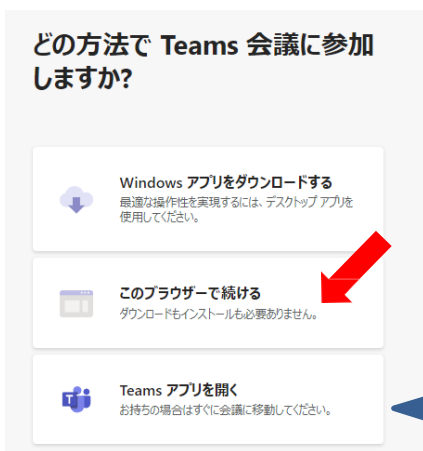 どの方法で Teams 会議に参加
しますか?
Windows アプリをダウンロードする
最適な操作性を実現するには、デスクトップ アプリを
使用してください。
このブラウザーで続ける
ダウンロードもインストールも必要ありません。
Teams アプリを開く
お持ちの場合はすぐに会議に移動してください。